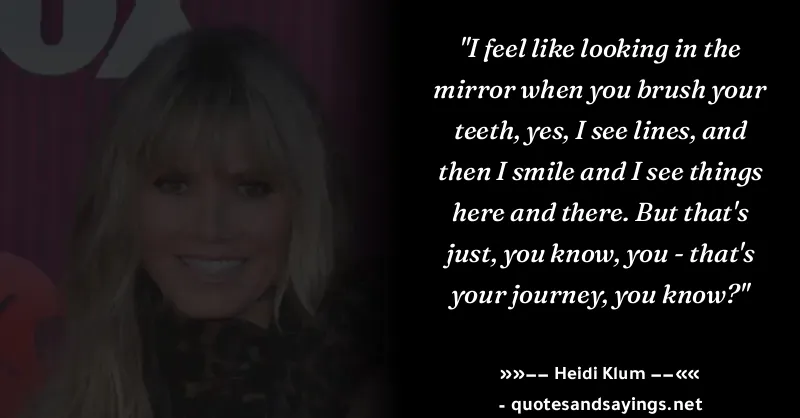 "I feel like looking in the
mirror when you brush your
teeth, yes, I see lines, and
then I smile and I see things
here and there. But that's
just, you know, you - that's
your journey, you know?"
»»−− Heidi Klum −−««
- quotesandsayings.net